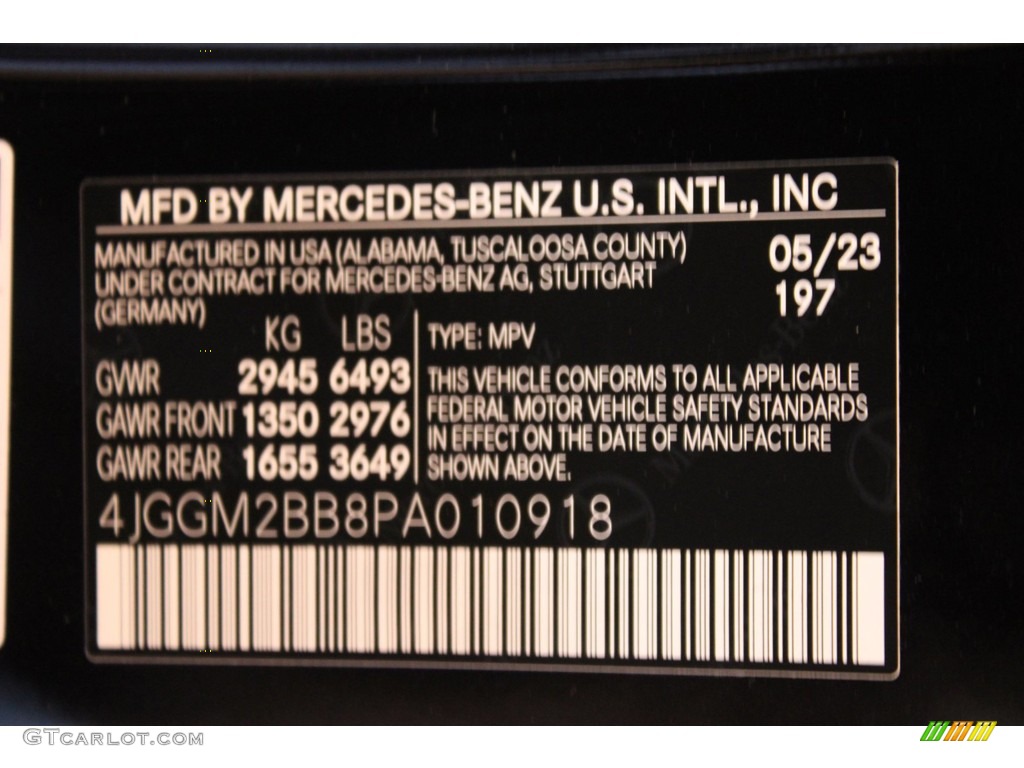 MFD BY MERCEDES-BENZ U.S. INTL., INC
MANUFACTURED IN USA (ALABAMA, TUSCALOOSA COUNTY)
UNDER CONTRACT FOR MERCEDES-BENZ AG, STUTTGART
(GERMANY)
05/23
197
KG LBS
GVWR 2945 6493
GAWR FRONT 1350 2976
GAWR REAR 1655 3649
TYPE: MPV
THIS VEHICLE CONFORMS TO ALL APPLICABLE
FEDERAL MOTOR VEHICLE SAFETY STANDARDS
IN EFFECT ON THE DATE OF MANUFACTURE
SHOWN ABOVE.
4JGGM2BB8PA010918
GTCarlot.com